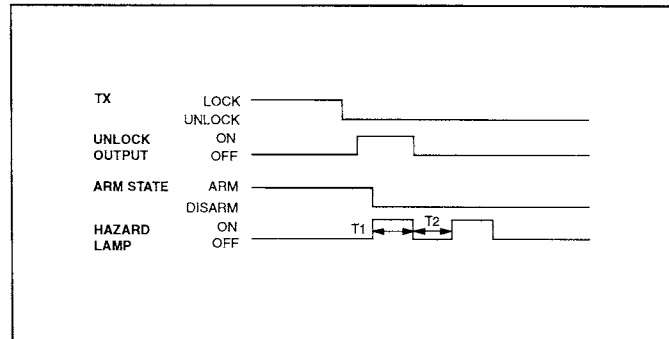 TX LOCK
UNLOCK
UNLOCK ON
OUTPUT OFF
ARM STATE ARM
DISARM
HAZARD ON
LAMP OFF
T1 T2